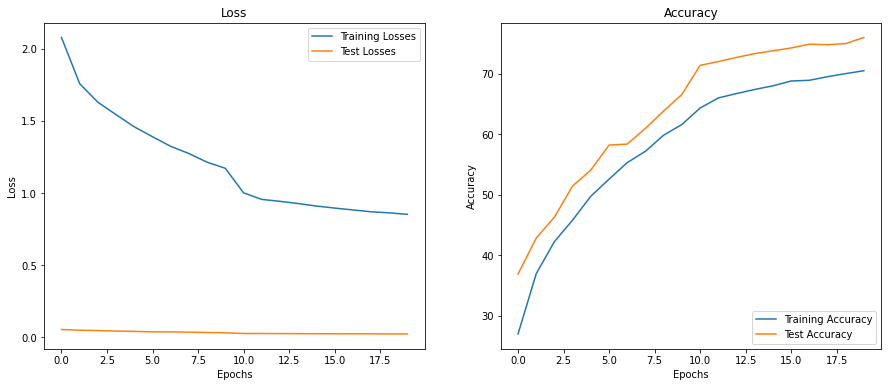 Loss
Training Losses
Test Losses
2.0
1.5
1.0
0.5
0.0
Loss
0.0 2.5 5.0 7.5 10.0 12.5 15.0 17.5
Epochs
Accuracy
70
60
50
40
30
Accuracy
Training Accuracy
Test Accuracy
0.0 2.5 5.0 7.5 10.0 12.5 15.0 17.5
Epochs